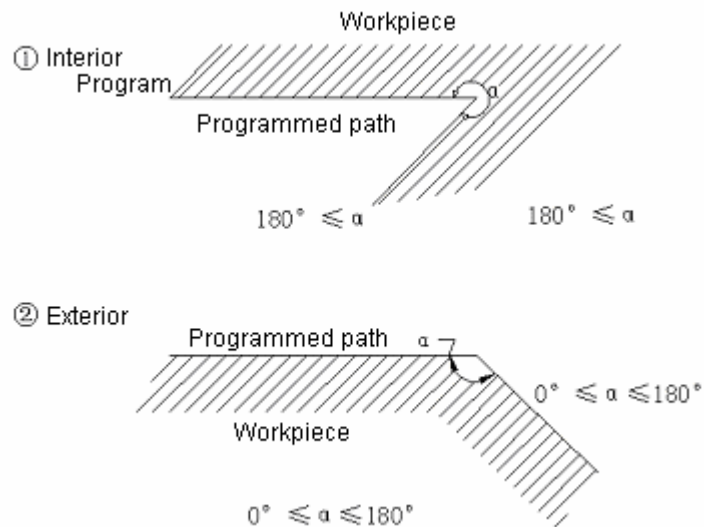 Workpiece
① Interior
Program
α
Programmed path
180° ≤ α
180° ≤ α
② Exterior
Programmed path
α
0° ≤ α ≤180°
Workpiece
0° ≤ α ≤180°